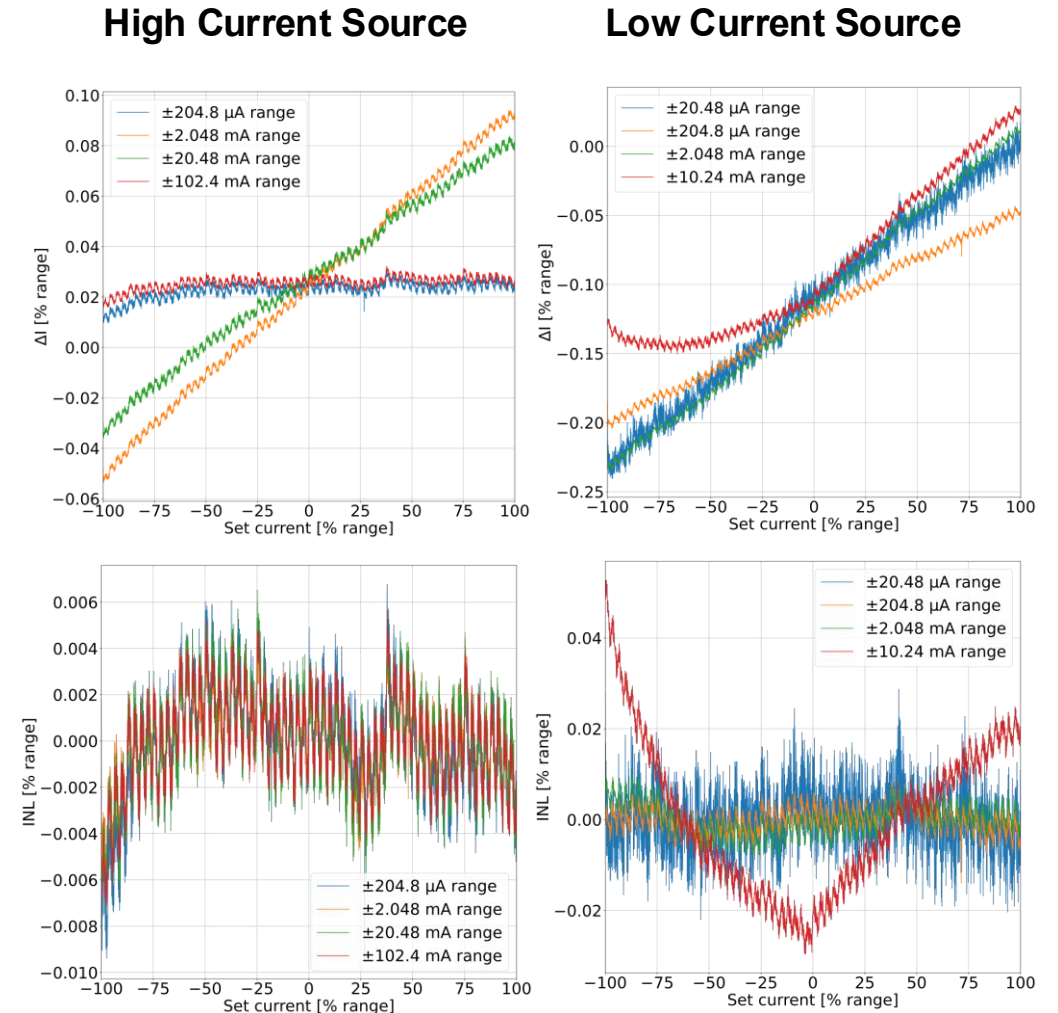 High Current Source
Low Current Source
0.10
0.08
0.06
0.04
0.02
0.00
−0.02
−0.04
−0.06
ΔI [% range]
±204.8 µA range
±2.048 mA range
±20.48 mA range
±102.4 mA range
−100 −75 −50 −25 0 25 50 75 100
Set current [% range]
0.00
−0.05
−0.10
−0.15
−0.20
−0.25
ΔI [% range]
±20.48 µA range
±204.8 µA range
±2.048 mA range
±10.24 mA range
−100 −75 −50 −25 0 25 50 75 100
Set current [% range]
0.006
0.004
0.002
0.000
−0.002
−0.004
−0.006
−0.008
−0.010
INL [% range]
±204.8 µA range
±2.048 mA range
±20.48 mA range
±102.4 mA range
−100 −75 −50 −25 0 25 50 75 100
Set current [% range]
0.04
0.02
0.00
−0.02
INL [% range]
±20.48 µA range
±204.8 µA range
±2.048 mA range
±10.24 mA range
−100 −75 −50 −25 0 25 50 75 100
Set current [% range]